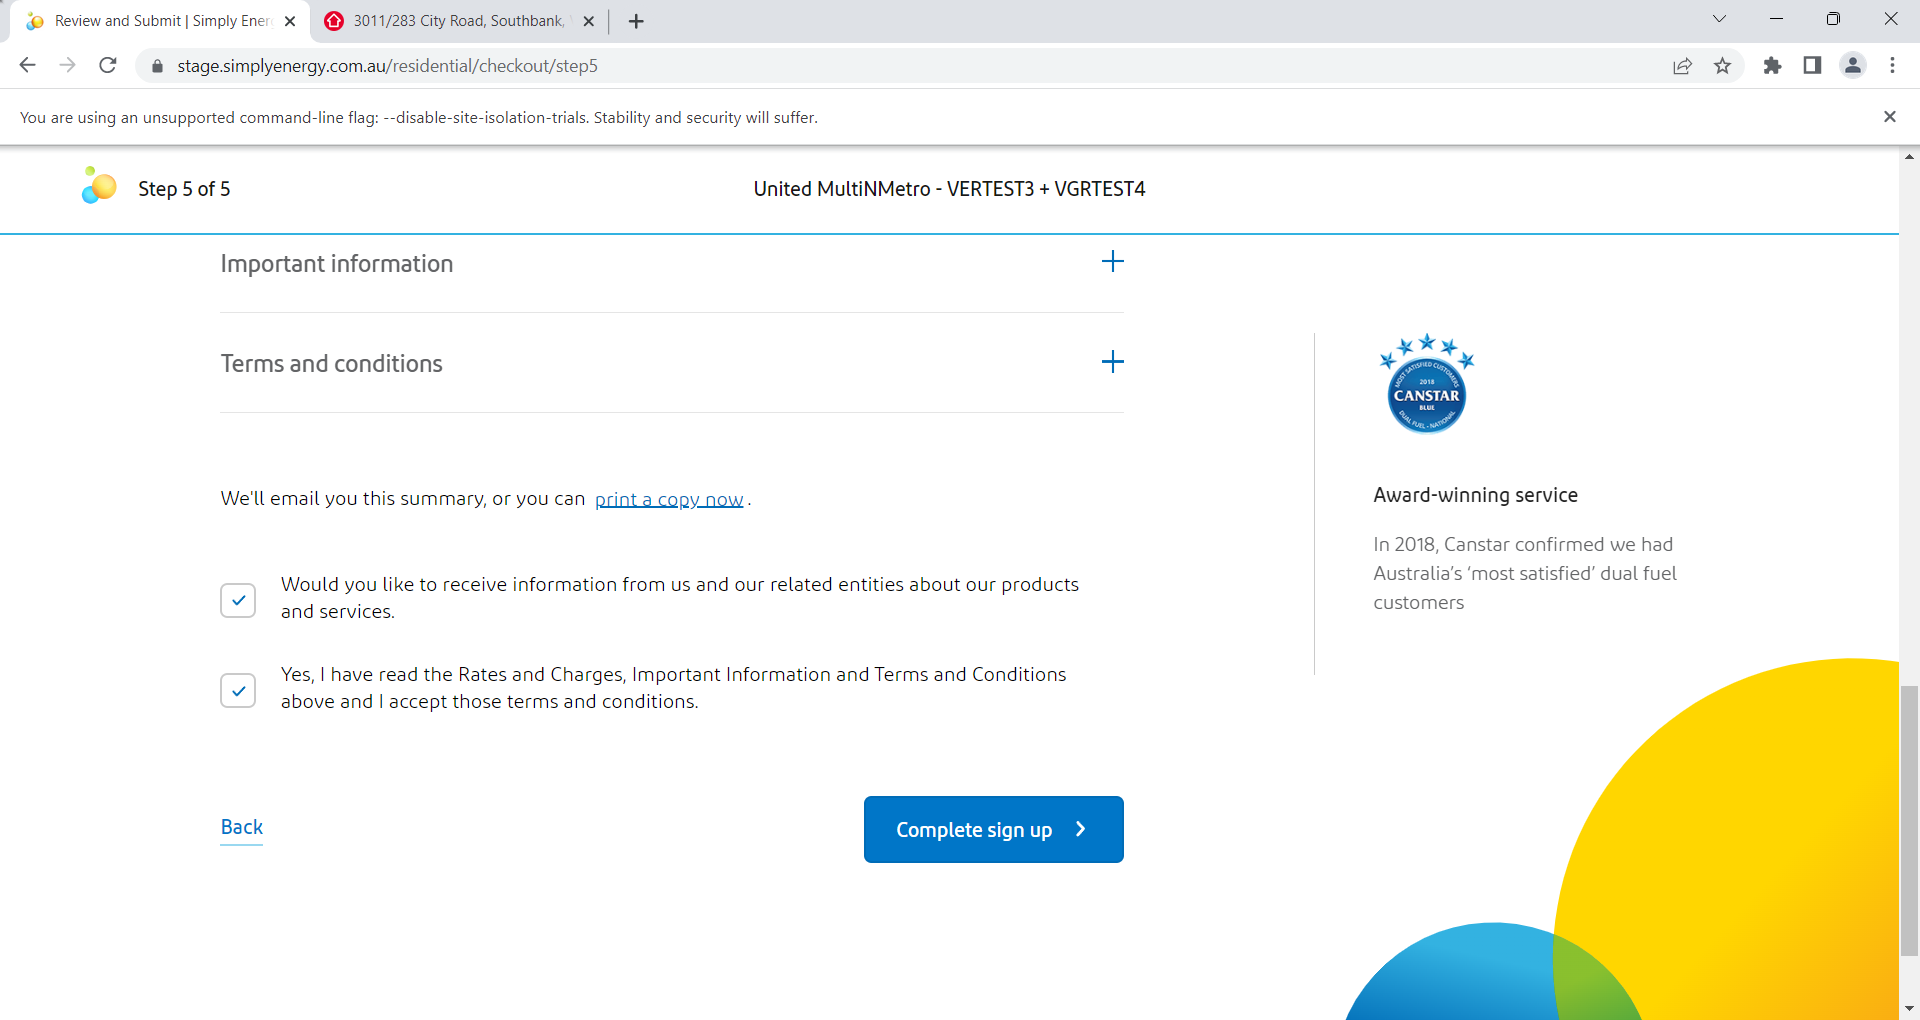 Review and Submit | Simply Ener
3011/283 City Road, Southbank,
stage.simplyenergy.com.au/residential/checkout/step5
You are using an unsupported command-line flag: --disable-site-isolation-trials. Stability and security will suffer.
Step 5 of 5
United MultiNMetro - VERTEST3 + VGRTEST4
Important information
Terms and conditions
MOST SATISFIED CUSTOMERS
2018
CANSTAR
BLUE
DUAL FUEL - NATIONAL
We'll email you this summary, or you can print a copy now.
Award-winning service
In 2018, Canstar confirmed we had
Australia's ‘most satisfied’ dual fuel
customers
Would you like to receive information from us and our related entities about our products
and services.
Yes, I have read the Rates and Charges, Important Information and Terms and Conditions
above and I accept those terms and conditions.
Back
Complete sign up